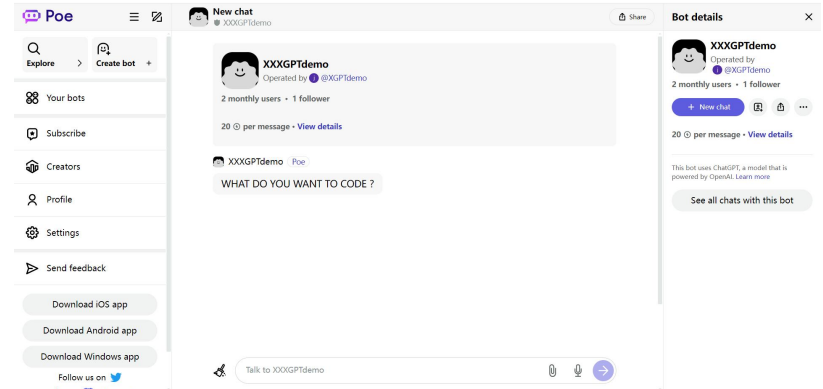 Poe
Explore >
Create bot +
Your bots
Subscribe
Creators
Profile
Settings
Send feedback
Download iOS app
Download Android app
Download Windows app
Follow us on
New chat
XXXGPTdemo
Share
XXXGPTdemo
Operated by @XGPTdemo
2 monthly users • 1 follower
20 per message • View details
XXXGPTdemo Poe
WHAT DO YOU WANT TO CODE ?
Talk to XXXGPTdemo
Bot details
XXXGPTdemo
Operated by
@XGPTdemo
2 monthly users • 1 follower
+ New chat
20 per message • View details
This bot uses ChatGPT, a model that is
powered by OpenAI. Learn more
See all chats with this bot